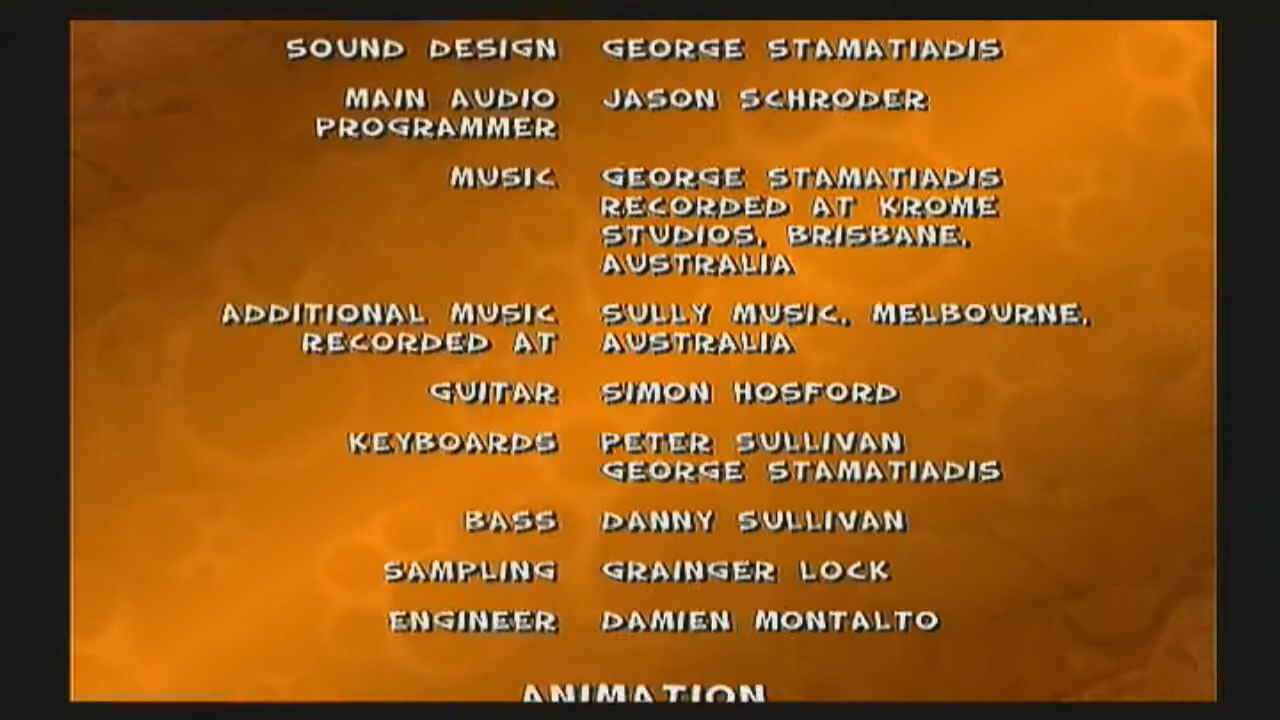 SOUND DESIGN GEORGE STAMATIADIS
MAIN AUDIO JASON SCHRODER
PROGRAMMER
MUSIC GEORGE STAMATIADIS
RECORDED AT KROME
STUDIOS, BRISBANE,
AUSTRALIA
ADDITIONAL MUSIC SULLY MUSIC, MELBOURNE,
RECORDED AT AUSTRALIA
GUITAR SIMON HOSFORD
KEYBOARDS PETER SULLIVAN
GEORGE STAMATIADIS
BASS DANNY SULLIVAN
SAMPLING GRAINGER LOCK
ENGINEER DAMIEN MONTALTO
ANIMATION